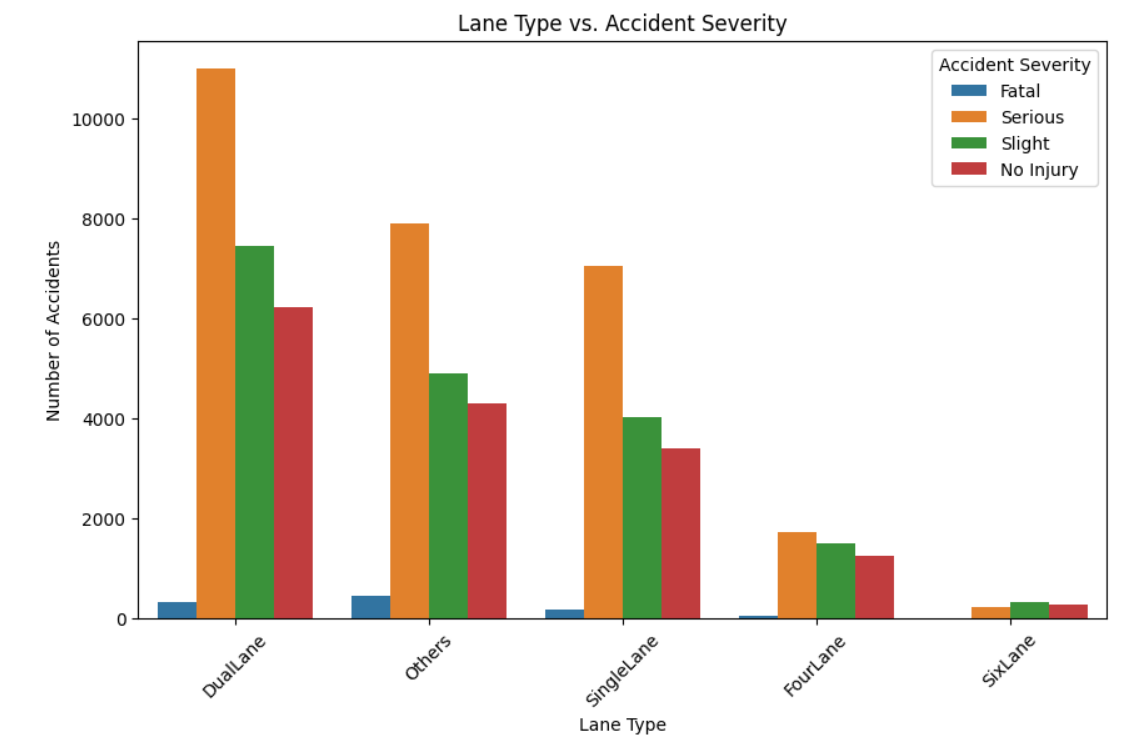 Lane Type vs. Accident Severity
Accident Severity
Fatal
Serious
Slight
No Injury
Number of Accidents
10000
8000
6000
4000
2000
0
DualLane
Others
SingleLane
FourLane
SixLane
Lane Type